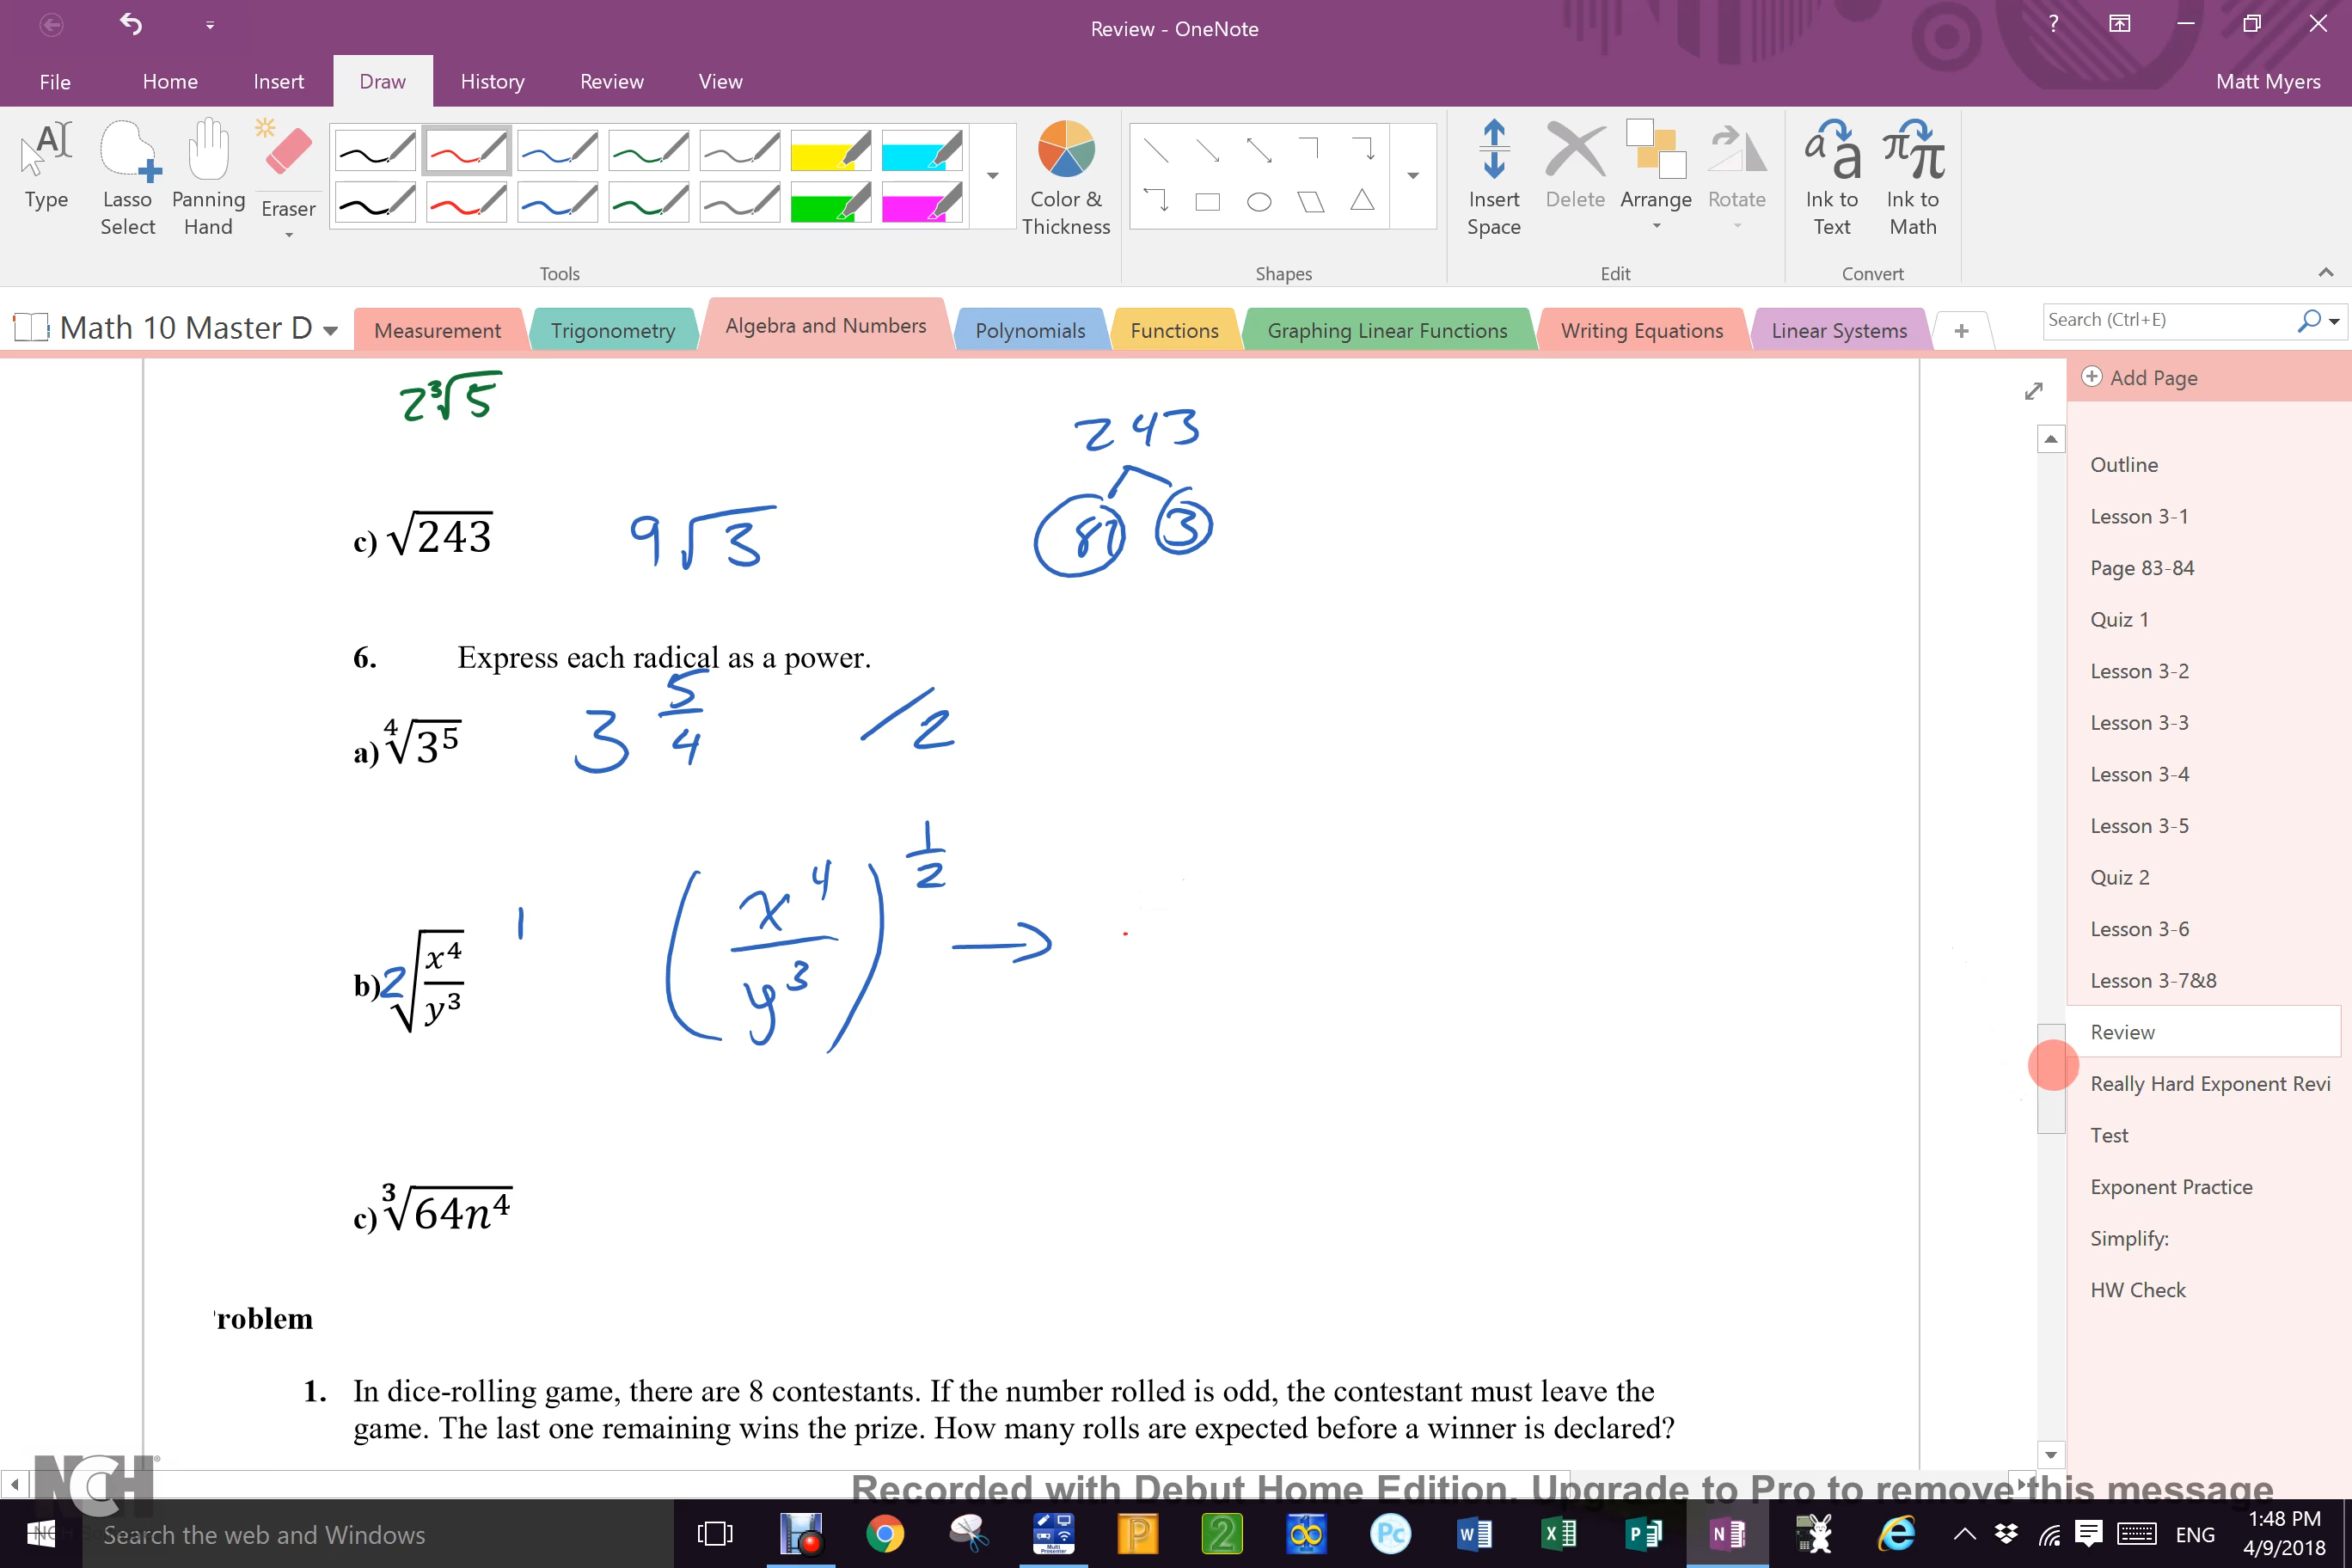 Review - OneNote
?
File Home Insert Draw History Review View Matt Myers
Type
Lasso Select
Panning Hand
Eraser
Color & Thickness
Insert Space
Delete
Arrange
Rotate
Ink to Text
Ink to Math
Tools Shapes Edit Convert
Math 10 Master D
Measurement Trigonometry Algebra and Numbers Polynomials Functions Graphing Linear Functions Writing Equations Linear Systems +
Search (Ctrl+E)
2∛5
243
81 3
c) √243 9√3
6. Express each radical as a power.
a) ∜3⁵ 3^(5/4) /2
b) 2√(x⁴/y³) 1 (x⁴/y³)^(1/2) →
c) ∛64n⁴
roblem
1. In dice-rolling game, there are 8 contestants. If the number rolled is odd, the contestant must leave the
game. The last one remaining wins the prize. How many rolls are expected before a winner is declared?
Add Page
Outline
Lesson 3-1
Page 83-84
Quiz 1
Lesson 3-2
Lesson 3-3
Lesson 3-4
Lesson 3-5
Quiz 2
Lesson 3-6
Lesson 3-7&8
Review
Really Hard Exponent Revi
Test
Exponent Practice
Simplify:
HW Check
NCH
Recorded with Debut Home Edition. Upgrade to Pro to remove this message
Search the web and Windows
ENG
1:48 PM
4/9/2018